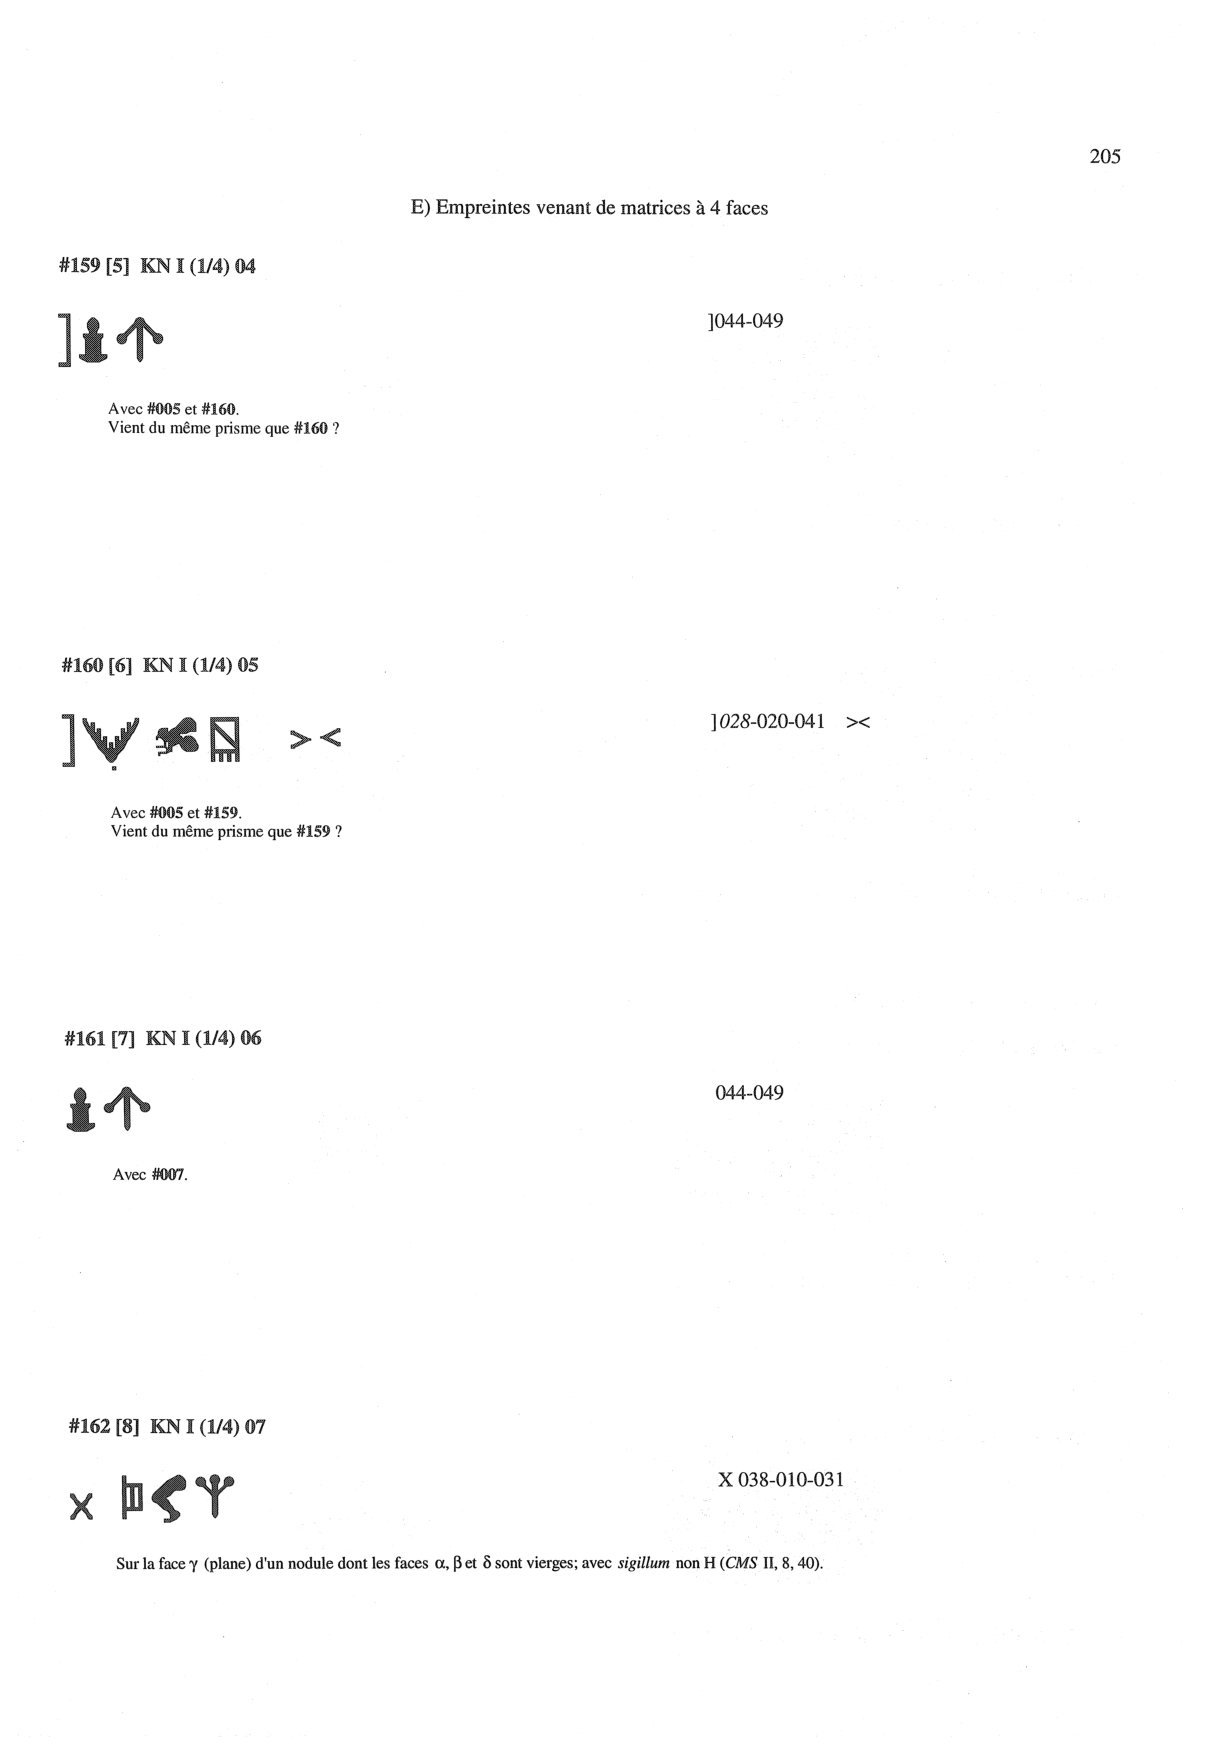 205
E) Empreintes venant de matrices à 4 faces
#159 [5] KN I (1/4) 04
]044-049
Avec #005 et #160.
Vient du même prisme que #160 ?
#160 [6] KN I (1/4) 05
]028-020-041 ><
Avec #005 et #159.
Vient du même prisme que #159 ?
#161 [7] KN I (1/4) 06
044-049
Avec #007.
#162 [8] KN I (1/4) 07
X 038-010-031
Sur la face γ (plane) d'un nodule dont les faces α, β et δ sont vierges; avec sigillum non H (CMS II, 8, 40).